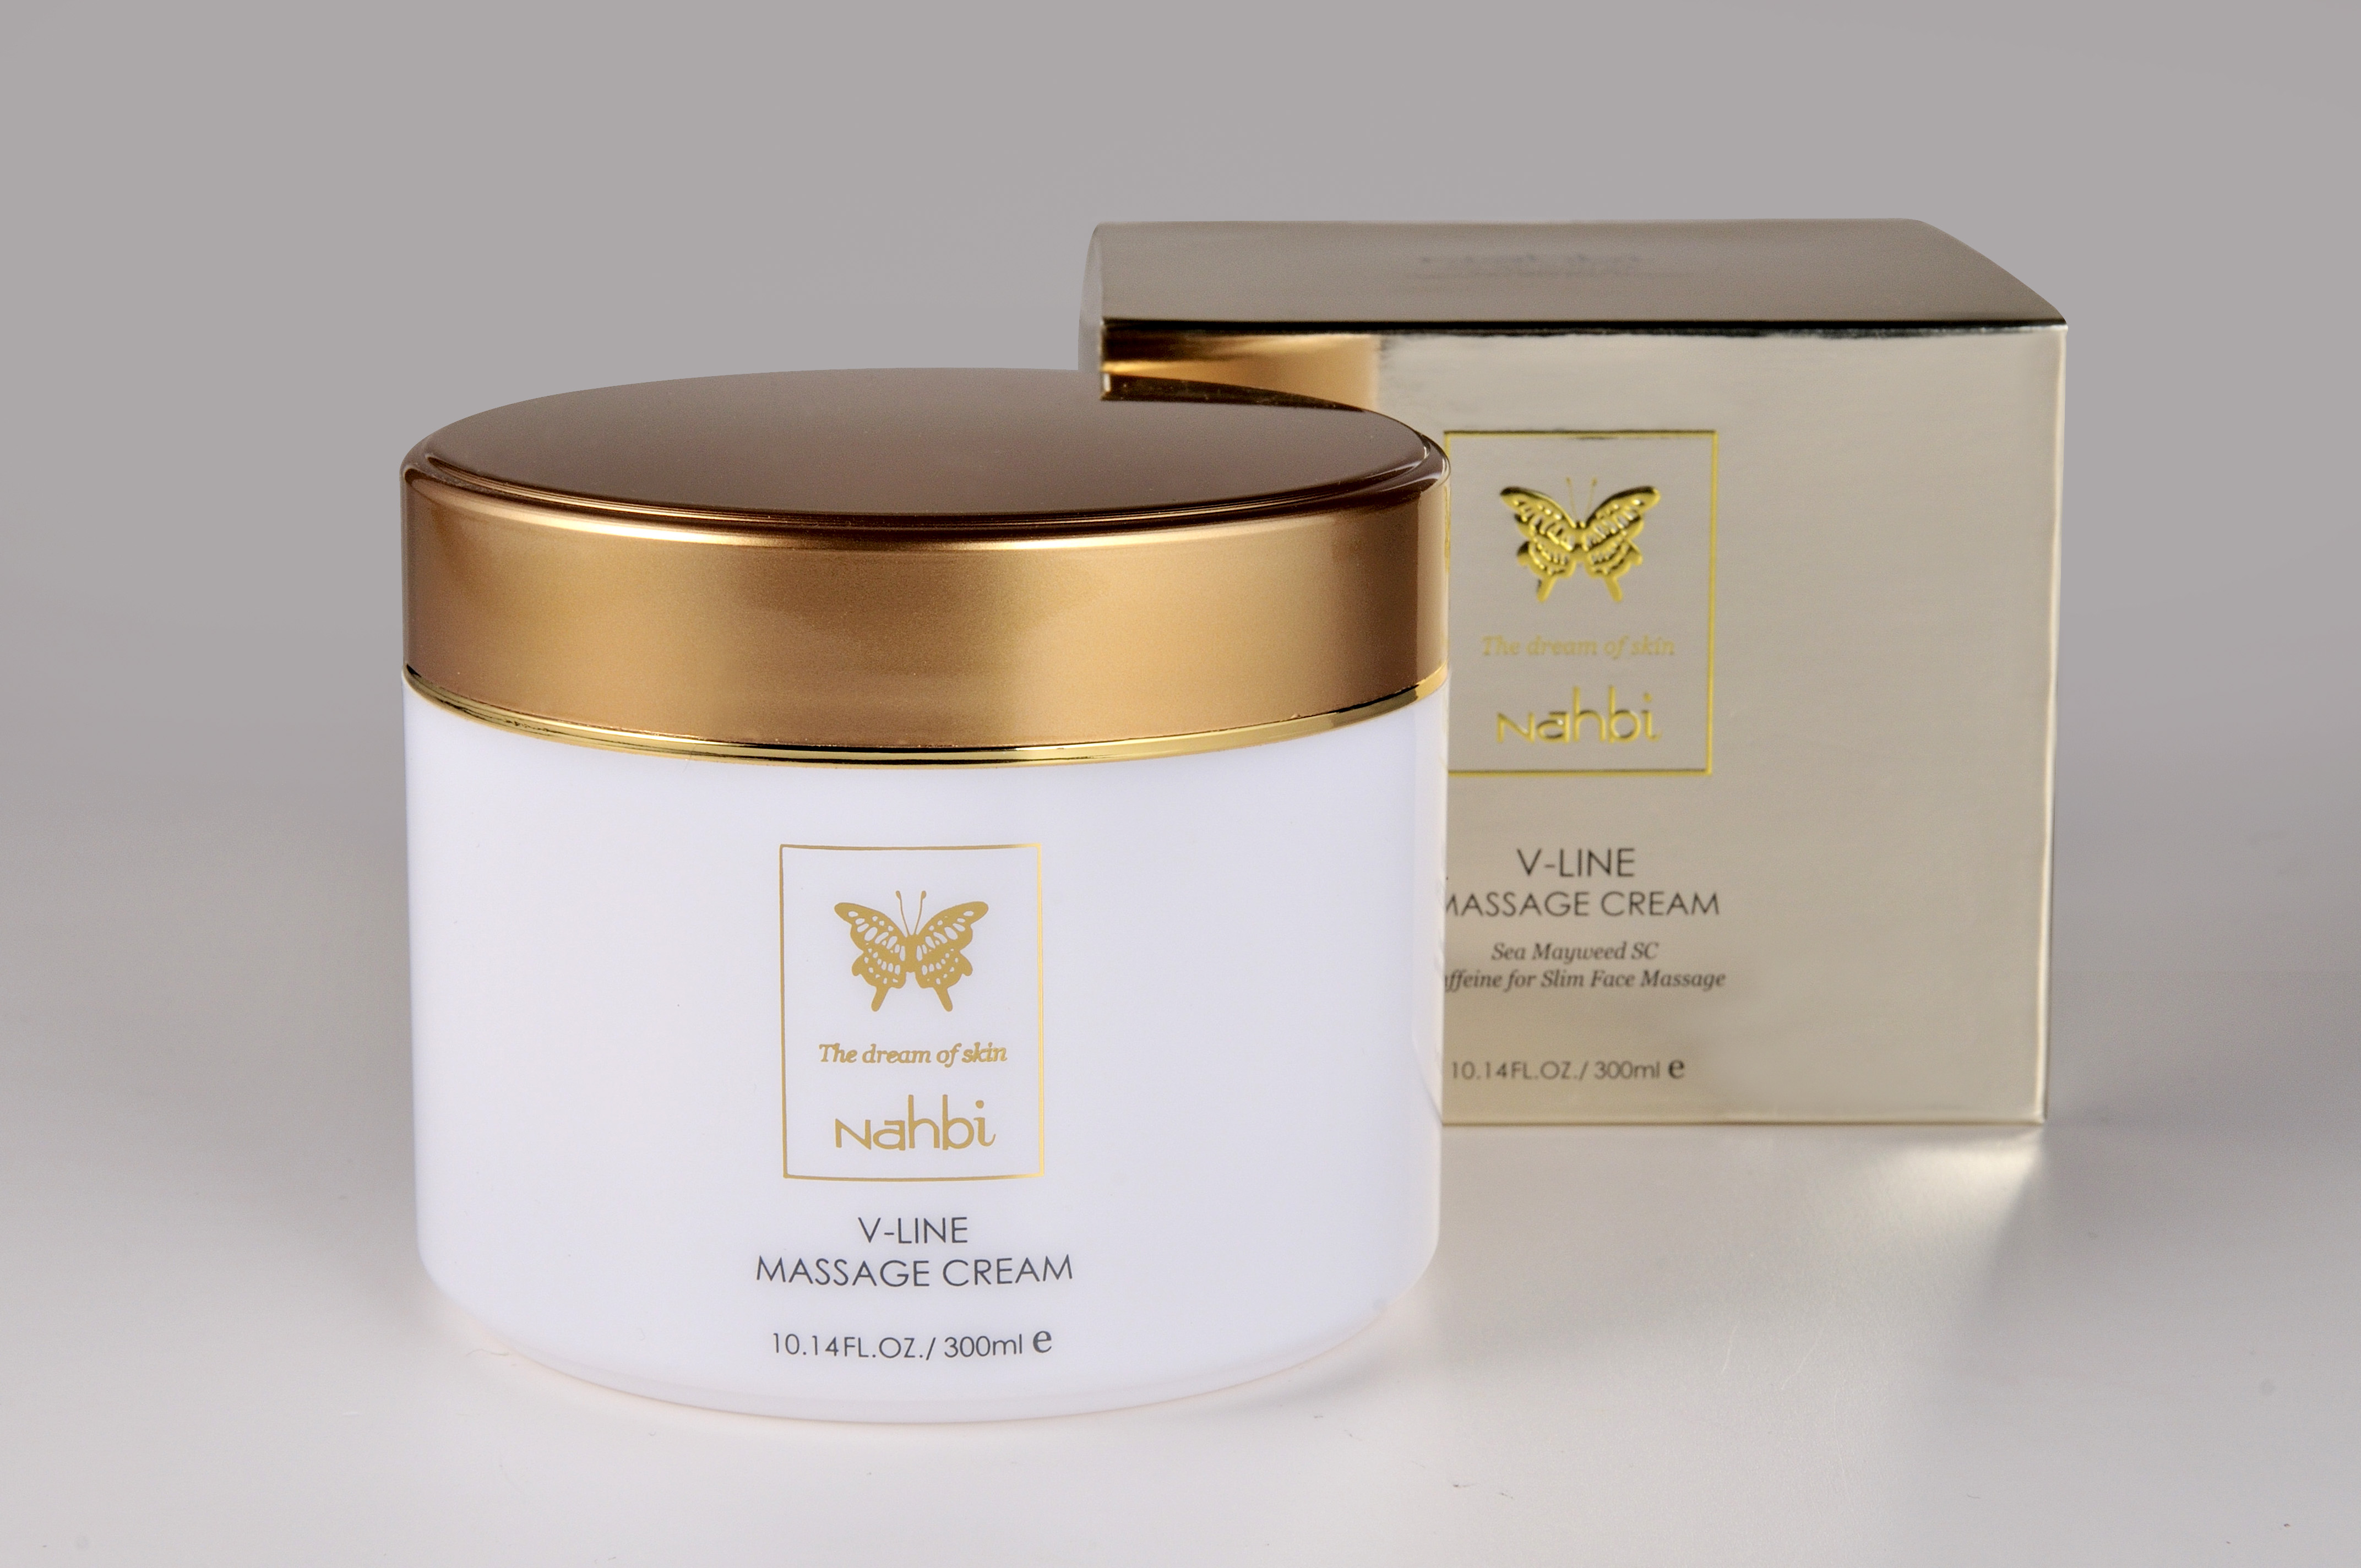 The dream of skin
Nahbi
V-LINE
MASSAGE CREAM
10.14FL.OZ./ 300ml e
The dream of skin
Nahbi
V-LINE
MASSAGE CREAM
Sea Mayweed SC
for Slim Face Massage
10.14FL.OZ./ 300ml e